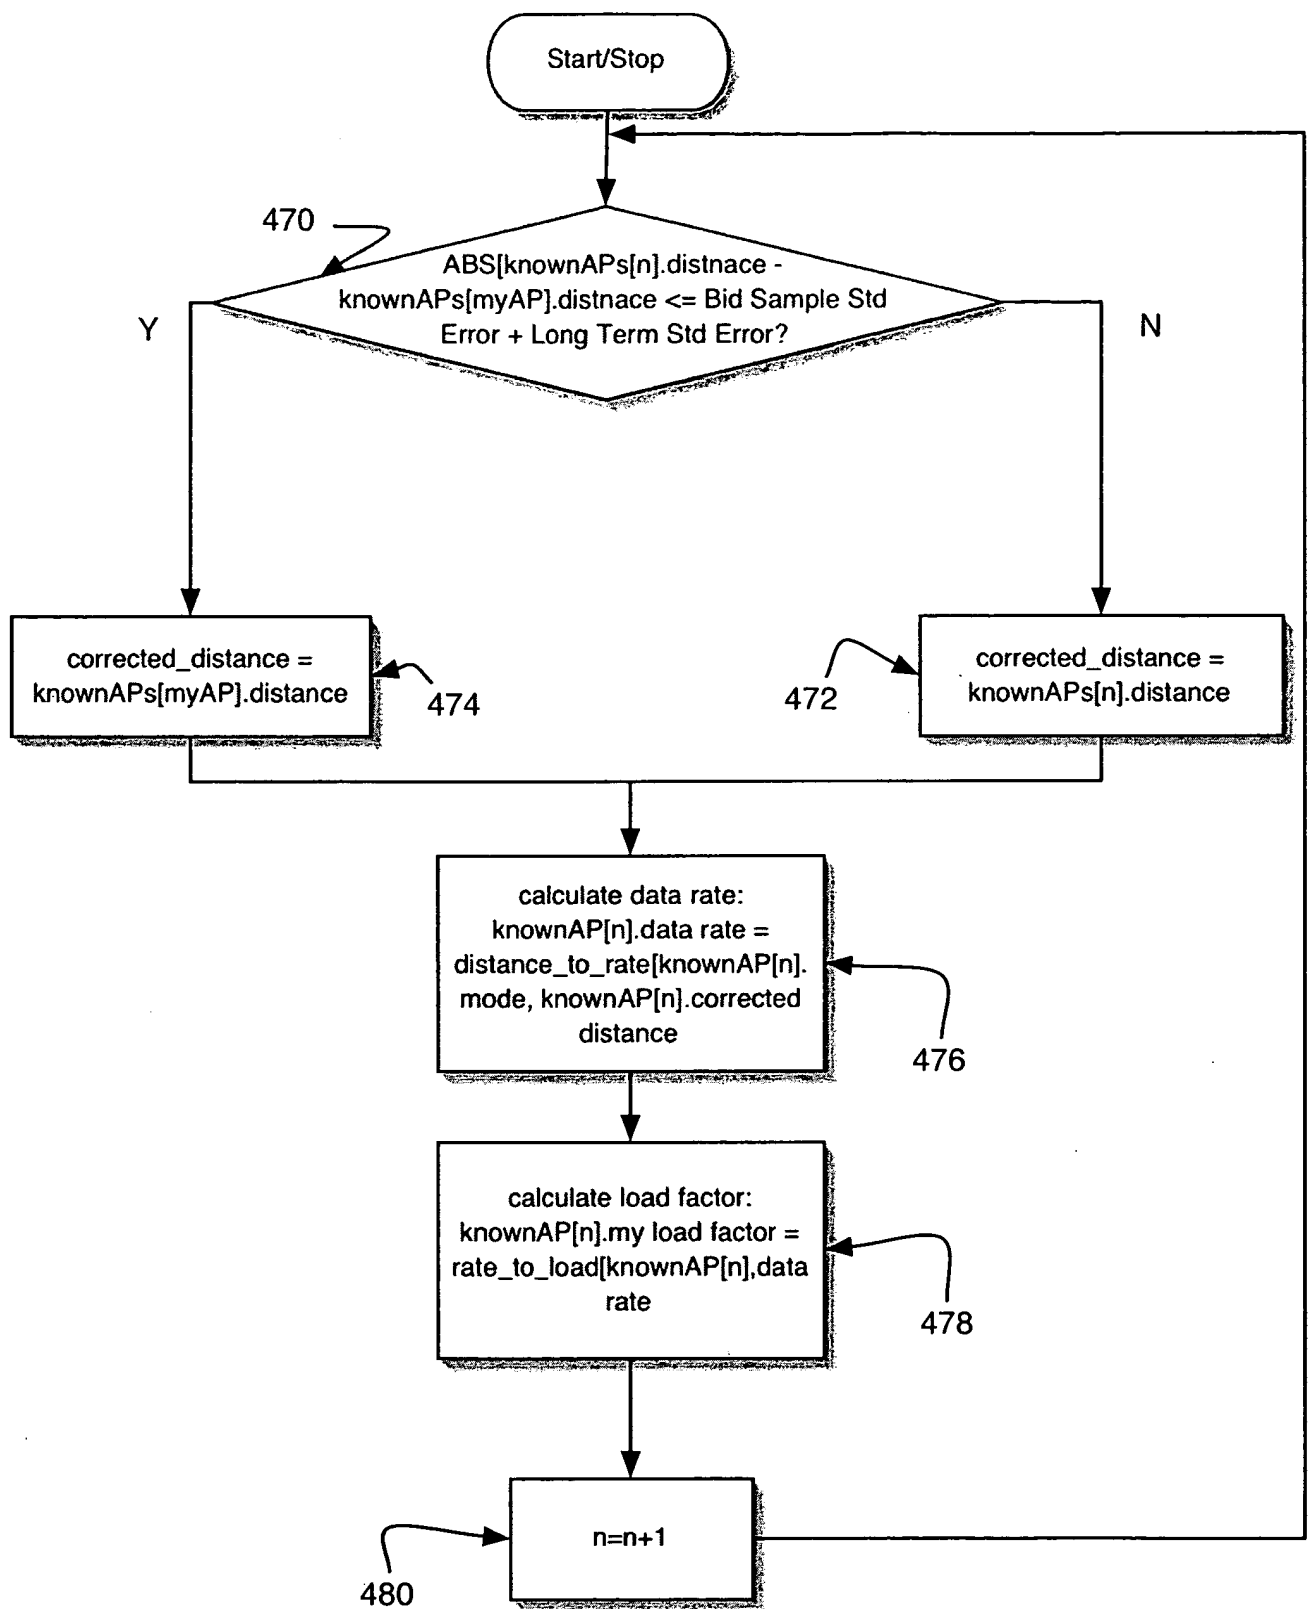 Start/Stop
470
ABS[knownAPs[n].distnace -
knownAPs[myAP].distnace <= Bid Sample Std
Error + Long Term Std Error?
Y
N
corrected_distance =
knownAPs[myAP].distance
474
472
corrected_distance =
knownAPs[n].distance
calculate data rate:
knownAP[n].data rate =
distance_to_rate[knownAP[n].
mode, knownAP[n].corrected
distance
476
calculate load factor:
knownAP[n].my load factor =
rate_to_load[knownAP[n],data
rate
478
n=n+1
480